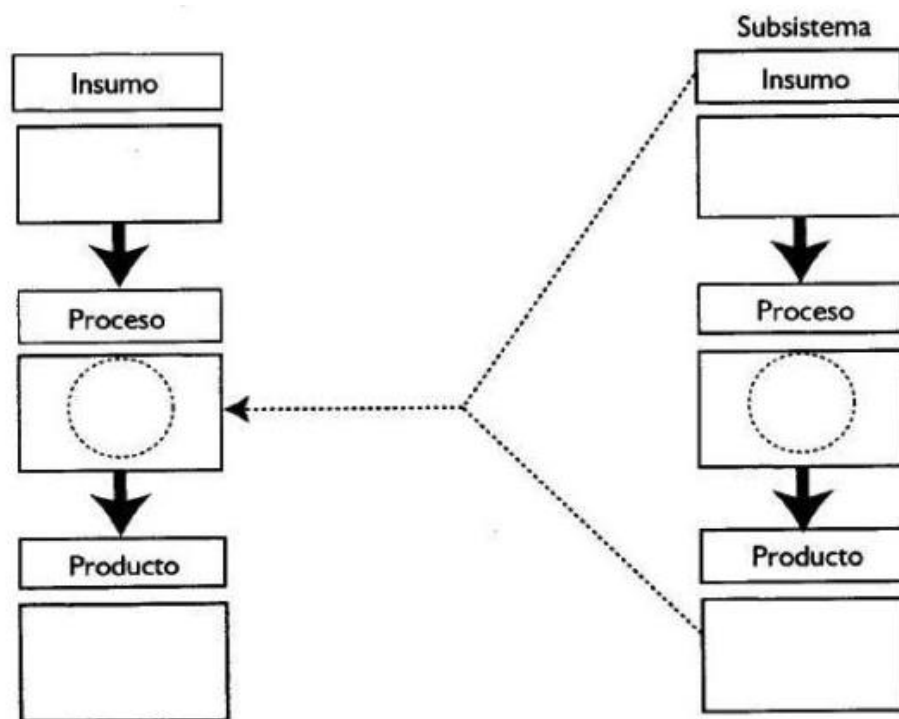 Subsistema
Insumo
Insumo
Proceso
Proceso
Producto
Producto